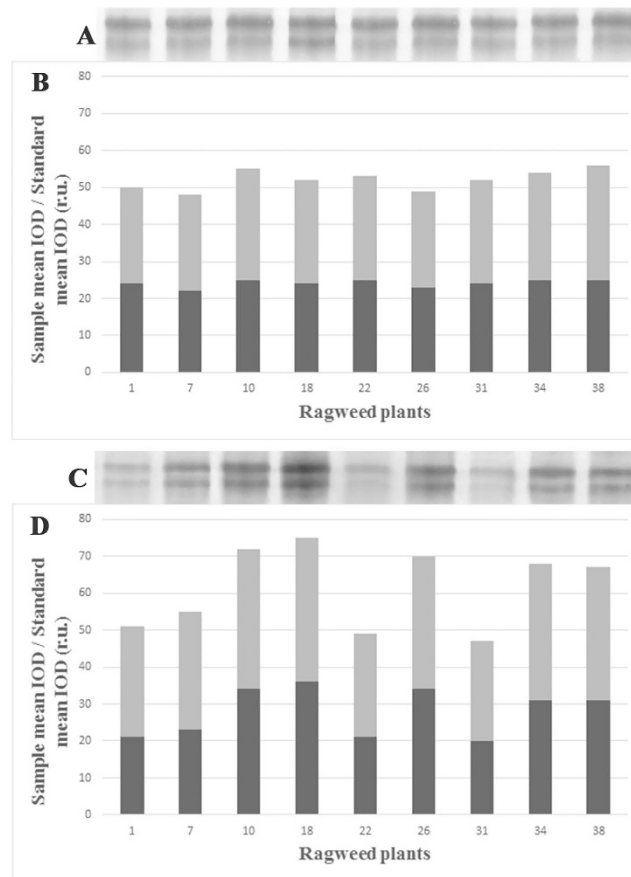 A
B
Sample mean IOD / Standard
mean IOD (r.u.)
80
70
60
50
40
30
20
10
0
1 7 10 18 22 26 31 34 38
Ragweed plants
C
D
Sample mean IOD / Standard
mean IOD (r.u.)
80
70
60
50
40
30
20
10
0
1 7 10 18 22 26 31 34 38
Ragweed plants